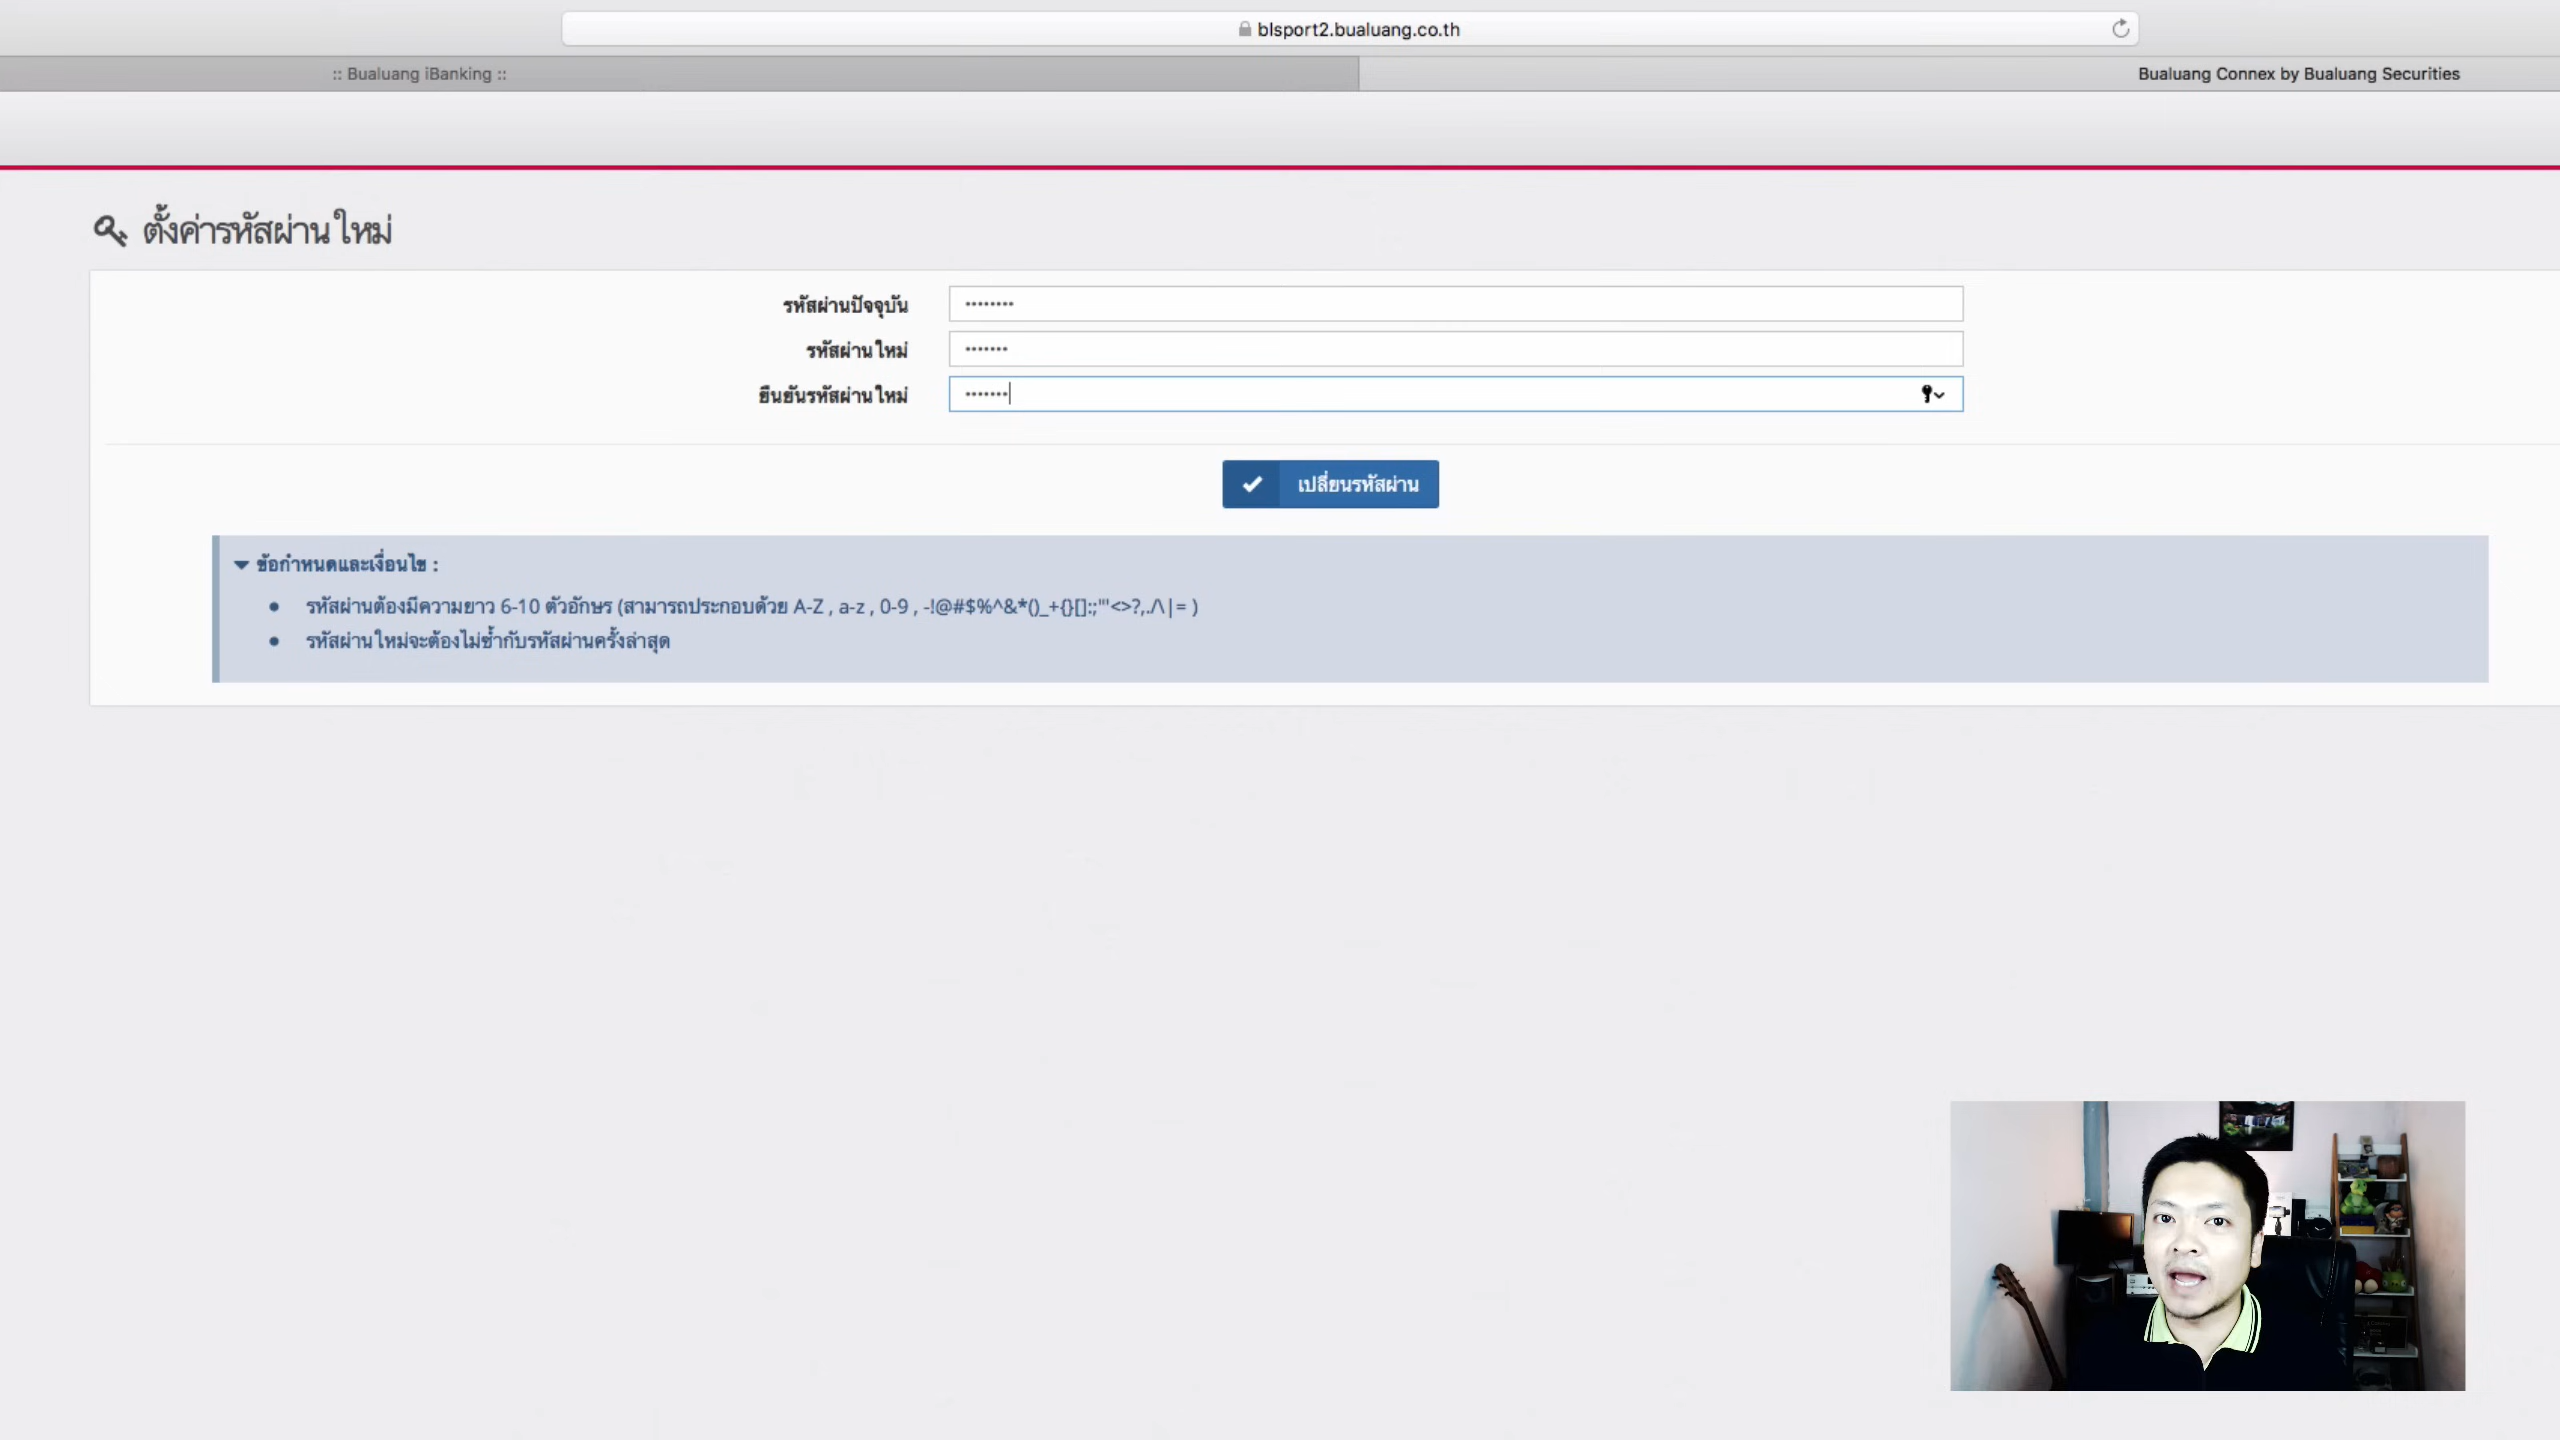 blsport2.bualuang.co.th
:: Bualuang iBanking ::
Bualuang Connex by Bualuang Securities
ตั้งค่ารหัสผ่านใหม่
รหัสผ่านปัจจุบัน ••••••••
รหัสผ่านใหม่ •••••••
ยืนยันรหัสผ่านใหม่ •••••••
เปลี่ยนรหัสผ่าน
ข้อกำหนดและเงื่อนไข :
• รหัสผ่านต้องมีความยาว 6-10 ตัวอักษร (สามารถประกอบด้วย A-Z , a-z , 0-9 , -!@#$%^&*()_+{}[]:;"'<>?,./\|= )
• รหัสผ่านใหม่จะต้องไม่ซ้ำกับรหัสผ่านครั้งล่าสุด